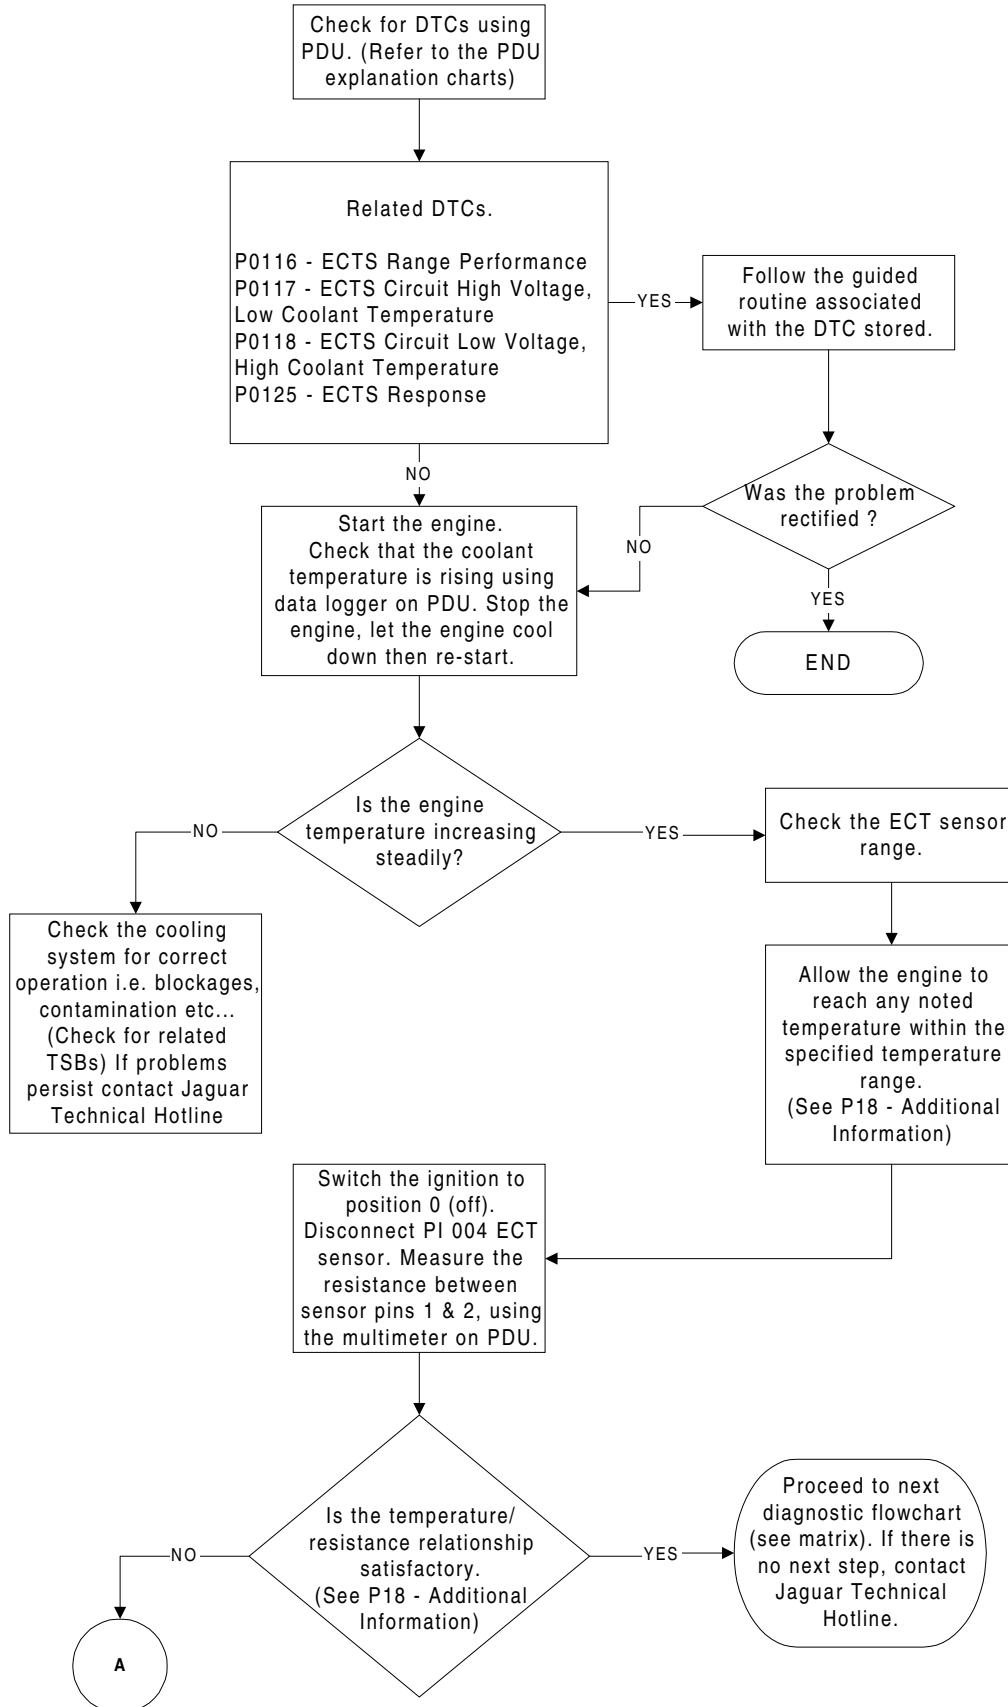 Check for DTCs using
PDU. (Refer to the PDU
explanation charts)
Related DTCs.
P0116 - ECTS Range Performance
P0117 - ECTS Circuit High Voltage,
Low Coolant Temperature
P0118 - ECTS Circuit Low Voltage,
High Coolant Temperature
P0125 - ECTS Response
YES
Follow the guided
routine associated
with the DTC stored.
NO
Was the problem
rectified ?
NO
YES
END
Start the engine.
Check that the coolant
temperature is rising using
data logger on PDU. Stop the
engine, let the engine cool
down then re-start.
Is the engine
temperature increasing
steadily?
NO
YES
Check the ECT sensor
range.
Check the cooling
system for correct
operation i.e. blockages,
contamination etc...
(Check for related
TSBs) If problems
persist contact Jaguar
Technical Hotline
Allow the engine to
reach any noted
temperature within the
specified temperature
range.
(See P18 - Additional
Information)
Switch the ignition to
position 0 (off).
Disconnect PI 004 ECT
sensor. Measure the
resistance between
sensor pins 1 & 2, using
the multimeter on PDU.
Is the temperature/
resistance relationship
satisfactory.
(See P18 - Additional
Information)
NO
YES
Proceed to next
diagnostic flowchart
(see matrix). If there is
no next step, contact
Jaguar Technical
Hotline.
A